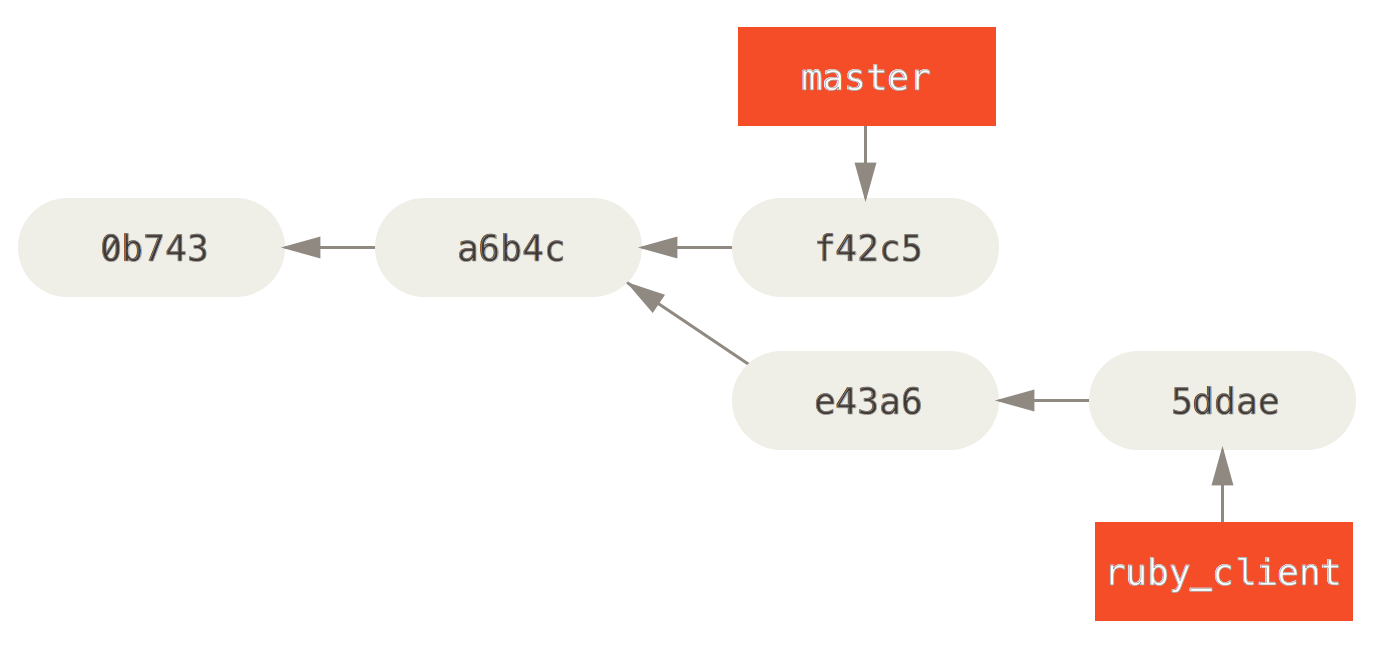 master
0b743
a6b4c
f42c5
e43a6
5ddae
ruby_client